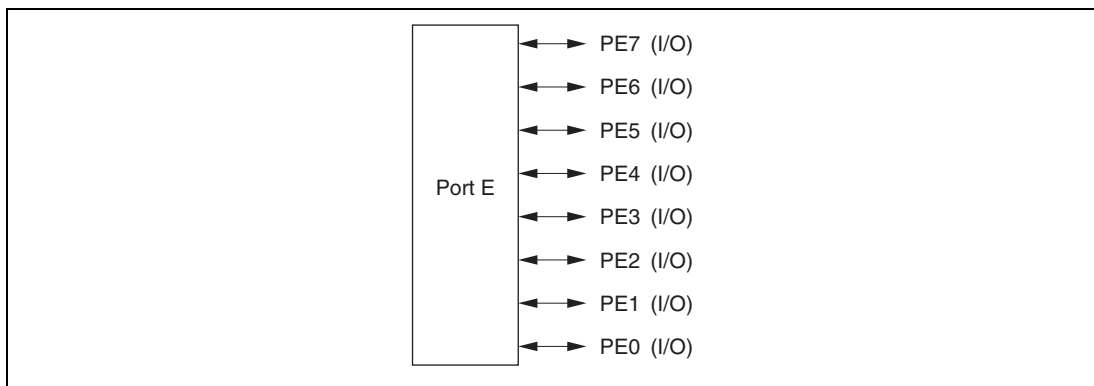 PE7 (I/O)
PE6 (I/O)
PE5 (I/O)
PE4 (I/O)
Port E
PE3 (I/O)
PE2 (I/O)
PE1 (I/O)
PE0 (I/O)